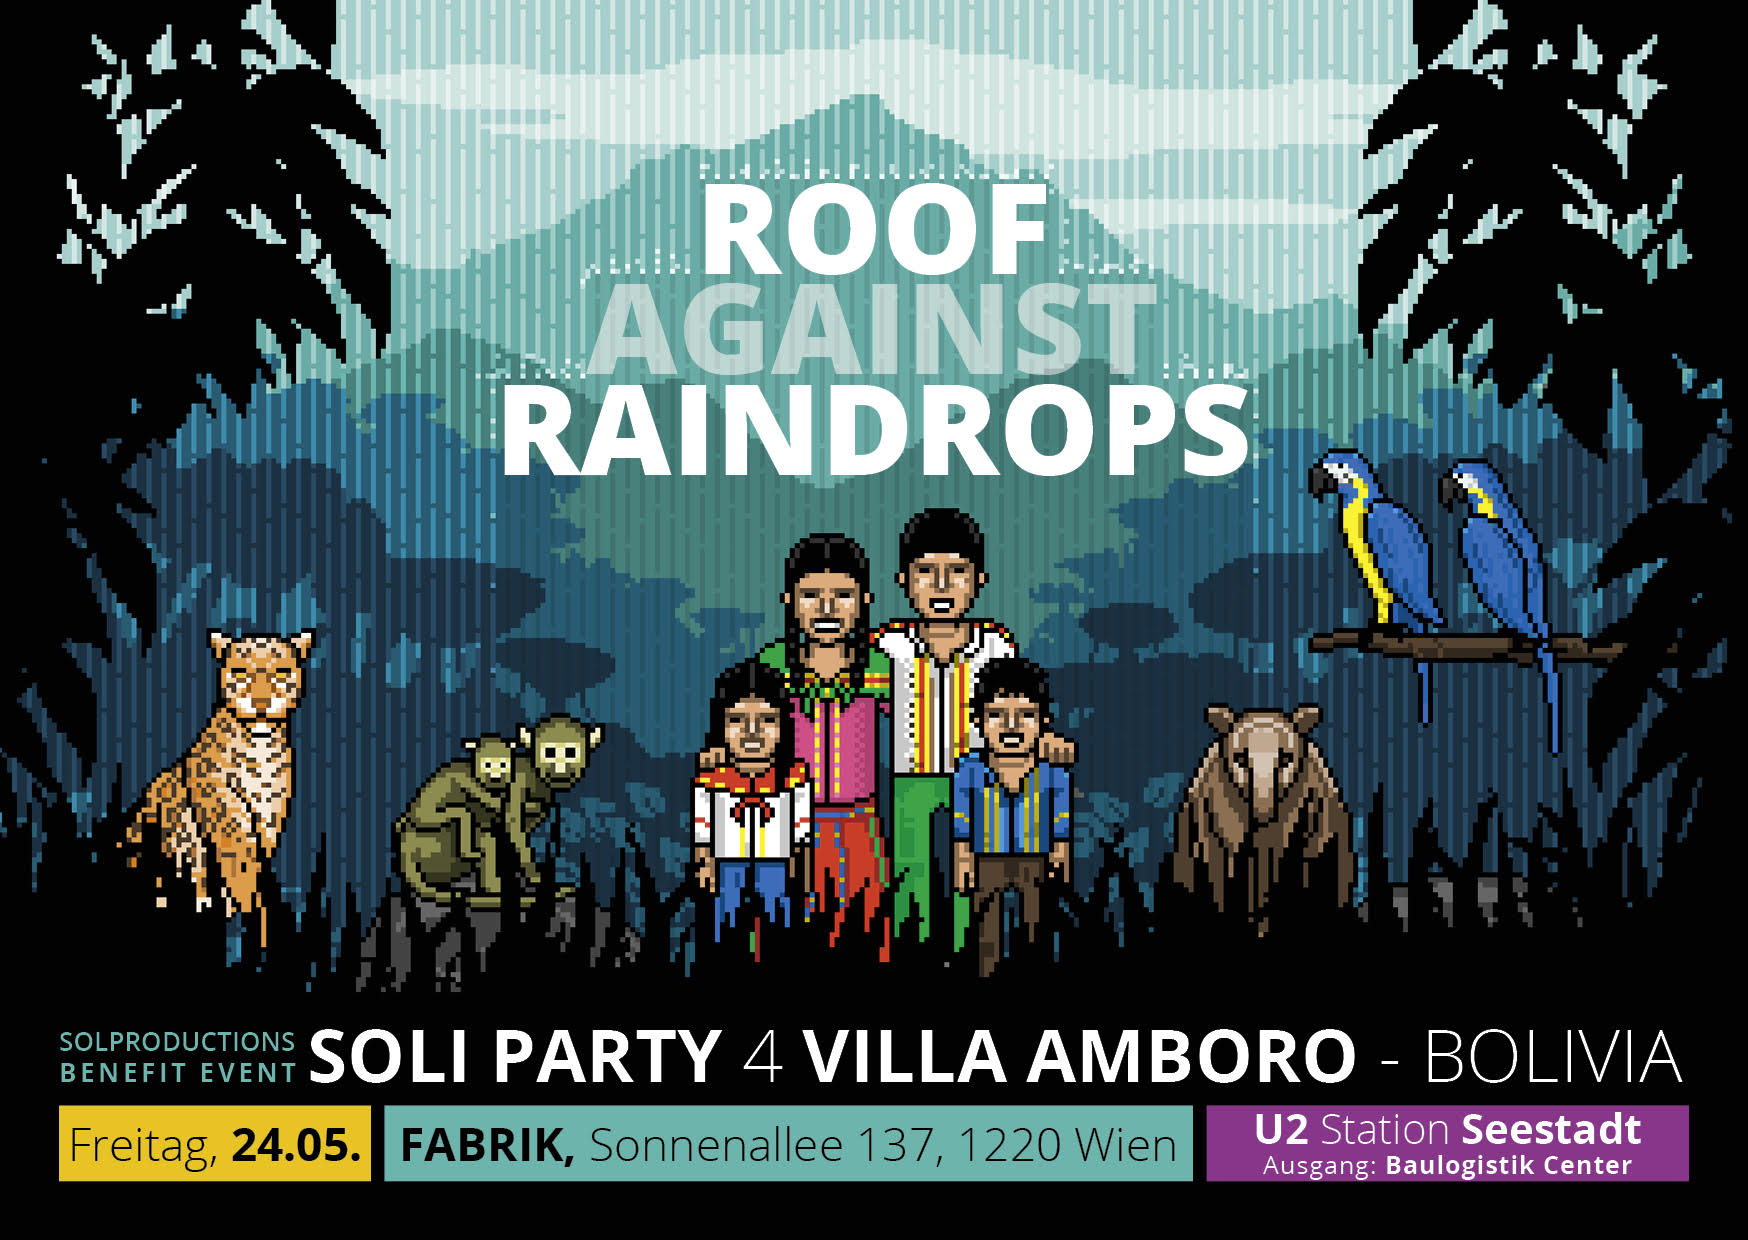 ROOF
AGAINST
RAINDROPS
SOLPRODUCTIONS
BENEFIT EVENT
SOLI PARTY 4 VILLA AMBORO - BOLIVIA
Freitag, 24.05.
FABRIK, Sonnenallee 137, 1220 Wien
U2 Station Seestadt
Ausgang: Baulogistik Center